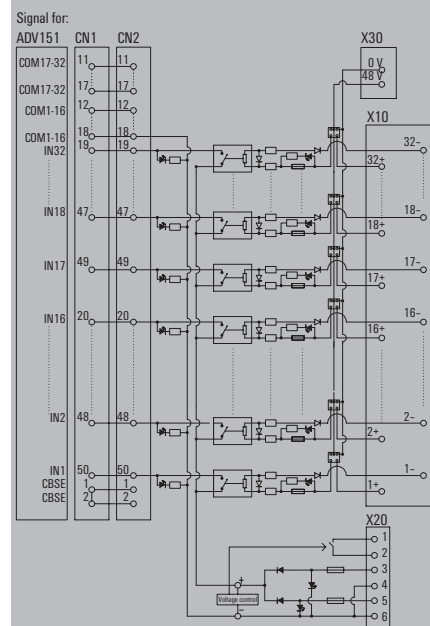 Signal for:
ADV151 CN1 CN2 X30
0 V
48 V
COM17-32 11 11
COM17-32 17 17
COM1-16 12 12
X10
COM1-16 18 18
IN32 19 19 32-
32+
IN18 47 47 18-
18+
IN17 49 49 17-
17+
IN16 20 20 16-
16+
IN2 48 48 2-
2+
IN1 50 50 1-
CBSE 1 1 1+
CBSE 2 2
X20
1
2
3
+ 4
Voltage control 5
- 6